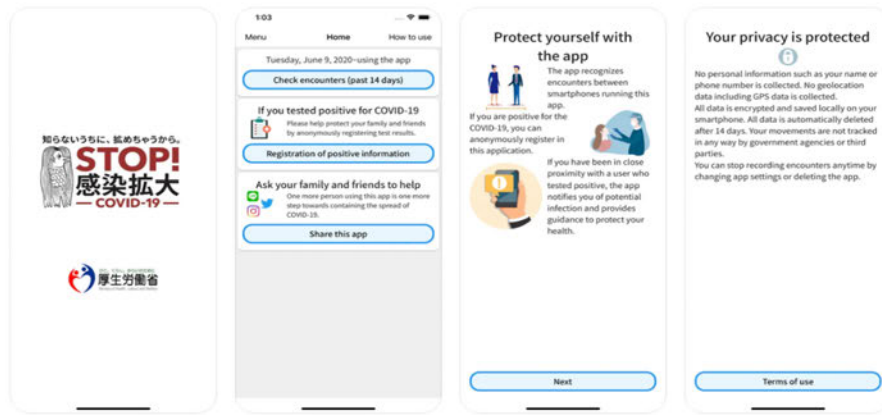 知らないうちに、拡めちゃうから。
STOP!
感染拡大
COVID-19
厚生労働省
1:03
Menu
Home
How to use
Tuesday, June 9, 2020~using the app
Check encounters (past 14 days)
If you tested positive for COVID-19
Please help protect your family and friends
by anonymously registering test results.
Registration of positive information
Ask your family and friends to help
One more person using this app is one more
step towards containing the spread of
COVID-19.
Share this app
Protect yourself with
the app
The app recognizes
encounters between
smartphones running this
app.
If you are positive for the
COVID-19, you can
anonymously register in
this application.
If you have been in close
proximity with a user who
tested positive, the app
notifies you of potential
infection and provides
guidance to protect your
health.
Next
Your privacy is protected
No personal information such as your name or
phone number is collected. No geolocation
data including GPS data is collected.
All data is encrypted and saved locally on your
smartphone. All data is automatically deleted
after 14 days. Your movements are not tracked
in any way by government agencies or third
parties.
You can stop recording encounters anytime by
changing app settings or deleting the app.
Terms of use